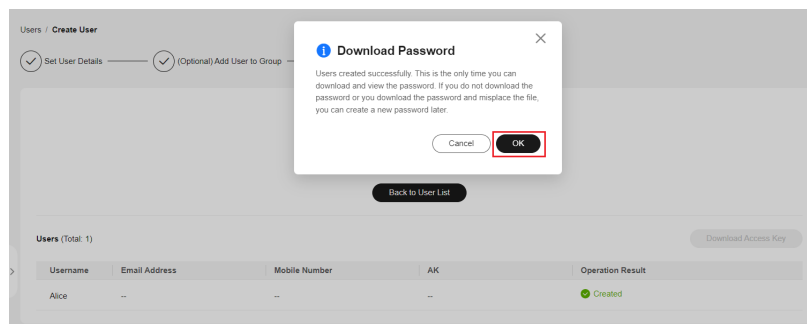 Users / Create User
Set User Details
(Optional) Add User to Group
Download Password
Users created successfully. This is the only time you can
download and view the password. If you do not download the
password or you download the password and misplace the file,
you can create a new password later.
Cancel
OK
Back to User List
Users (Total: 1)
Download Access Key
Username Email Address Mobile Number AK Operation Result
Alice -- -- -- Created